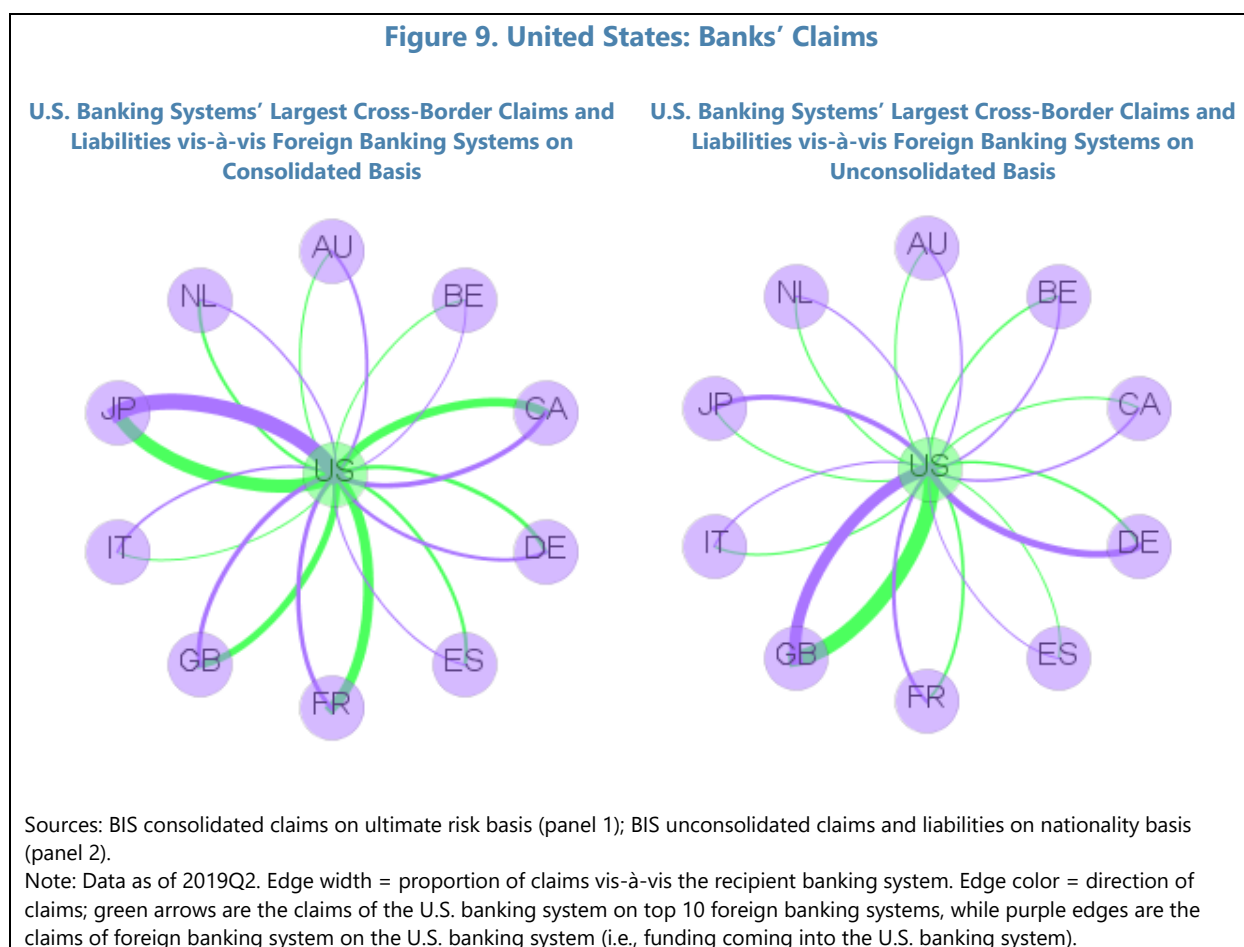 Figure 9. United States: Banks’ Claims
U.S. Banking Systems’ Largest Cross-Border Claims and
Liabilities vis-à-vis Foreign Banking Systems on
Consolidated Basis
U.S. Banking Systems’ Largest Cross-Border Claims and
Liabilities vis-à-vis Foreign Banking Systems on
Unconsolidated Basis
AU
NL
BE
JP
CA
US
IT
DE
GB
ES
FR
AU
NL
BE
JP
CA
US
IT
DE
GB
ES
FR
Sources: BIS consolidated claims on ultimate risk basis (panel 1); BIS unconsolidated claims and liabilities on nationality basis
(panel 2).
Note: Data as of 2019Q2. Edge width = proportion of claims vis-à-vis the recipient banking system. Edge color = direction of
claims; green arrows are the claims of the U.S. banking system on top 10 foreign banking systems, while purple edges are the
claims of foreign banking system on the U.S. banking system (i.e., funding coming into the U.S. banking system).